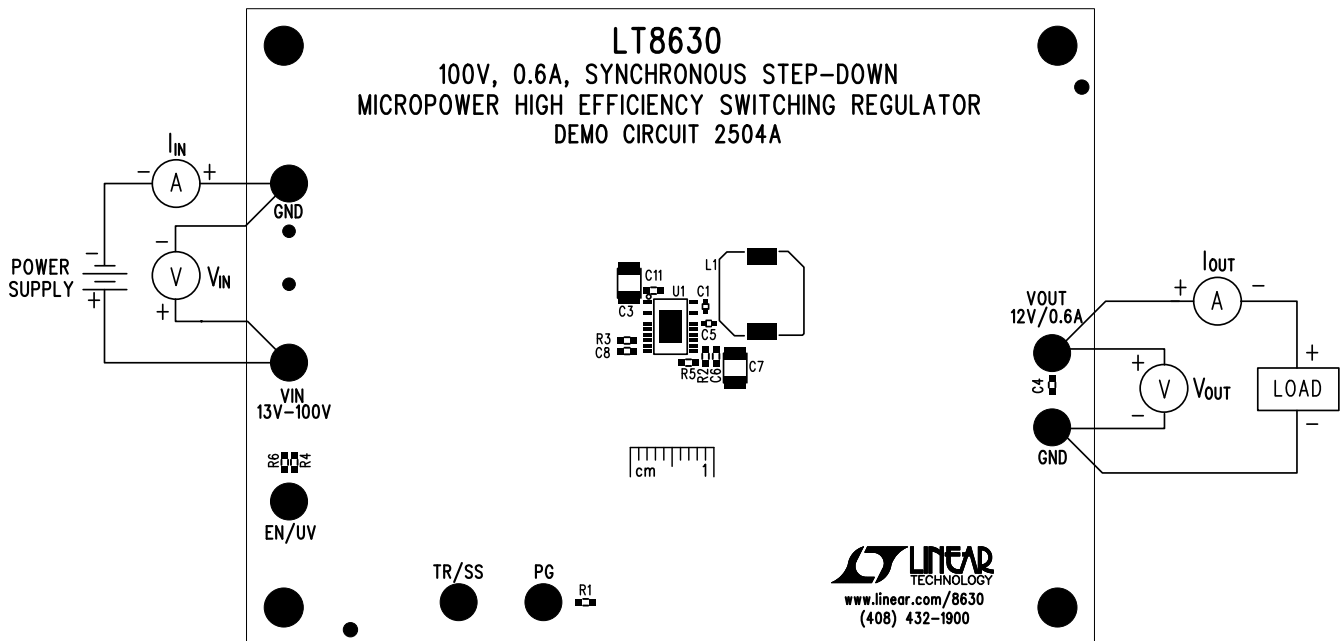 LT8630
100V, 0.6A, SYNCHRONOUS STEP-DOWN
MICROPOWER HIGH EFFICIENCY SWITCHING REGULATOR
DEMO CIRCUIT 2504A
IIN
- A +
GND
POWER
SUPPLY
-
+
-
V
+
VIN
VIN
13V-100V
R6
R4
EN/UV
TR/SS
PG
R1
C11
C3
U1
C1
C5
L1
R3
C8
R5
R2
C6
C7
cm 1
VOUT
12V/0.6A
IOUT
+ A -
C4
+
V
-
VOUT
+
LOAD
-
GND
LINEAR
TECHNOLOGY
www.linear.com/8630
(408) 432-1900